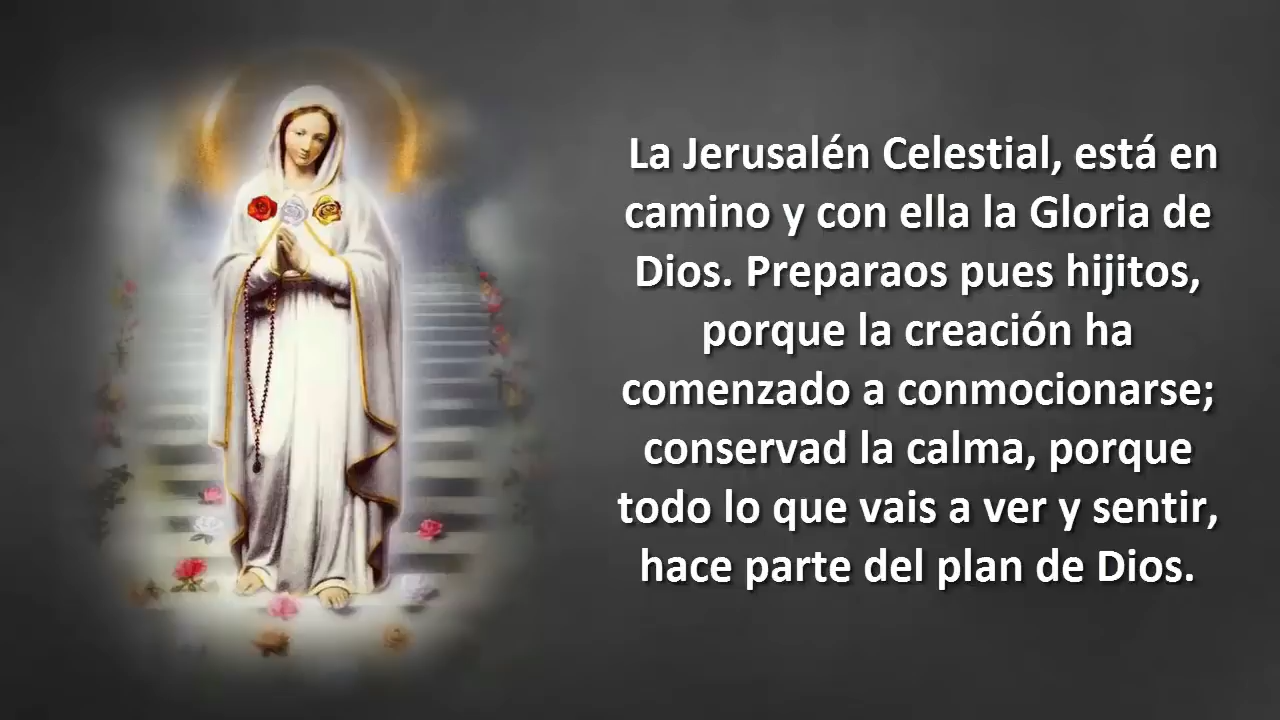 La Jerusalén Celestial, está en
camino y con ella la Gloria de
Dios. Preparaos pues hijitos,
porque la creación ha
comenzado a conmocionarse;
conservad la calma, porque
todo lo que vais a ver y sentir,
hace parte del plan de Dios.